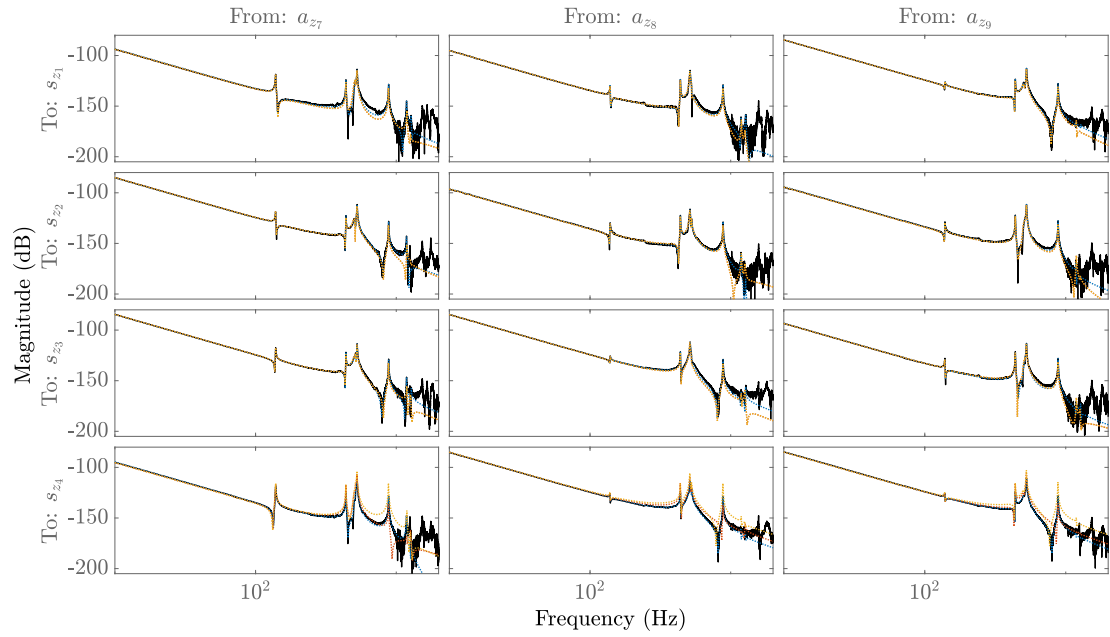 From: a_{z_7} From: a_{z_8} From: a_{z_9}
Magnitude (dB)
To: s_{z_1}
-100
-150
-200
To: s_{z_2}
-100
-150
-200
To: s_{z_3}
-100
-150
-200
To: s_{z_4}
-100
-150
-200
10^2 10^2 10^2
Frequency (Hz)